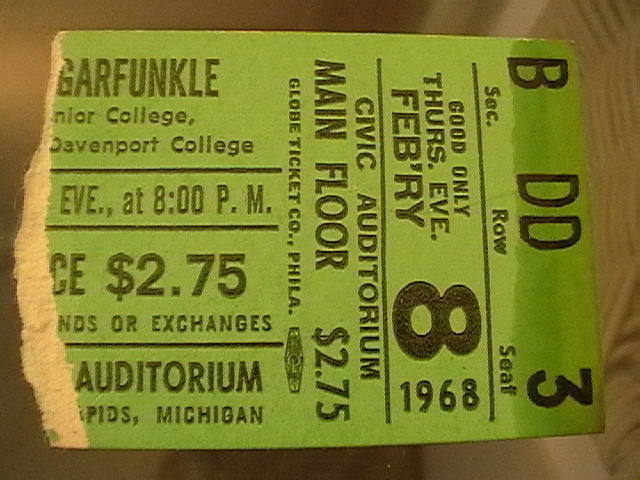 GARFUNKLE
nior College,
Davenport College
EVE., at 8:00 P. M.
CE $2.75
NDS OR EXCHANGES
AUDITORIUM
APIDS, MICHIGAN
GLOBE TICKET CO., PHILA.
MAIN FLOOR $2.75
CIVIC AUDITORIUM
GOOD ONLY
THURS. EVE.
FEB'RY 8
1968
Sec. Row Seat
B DD 3